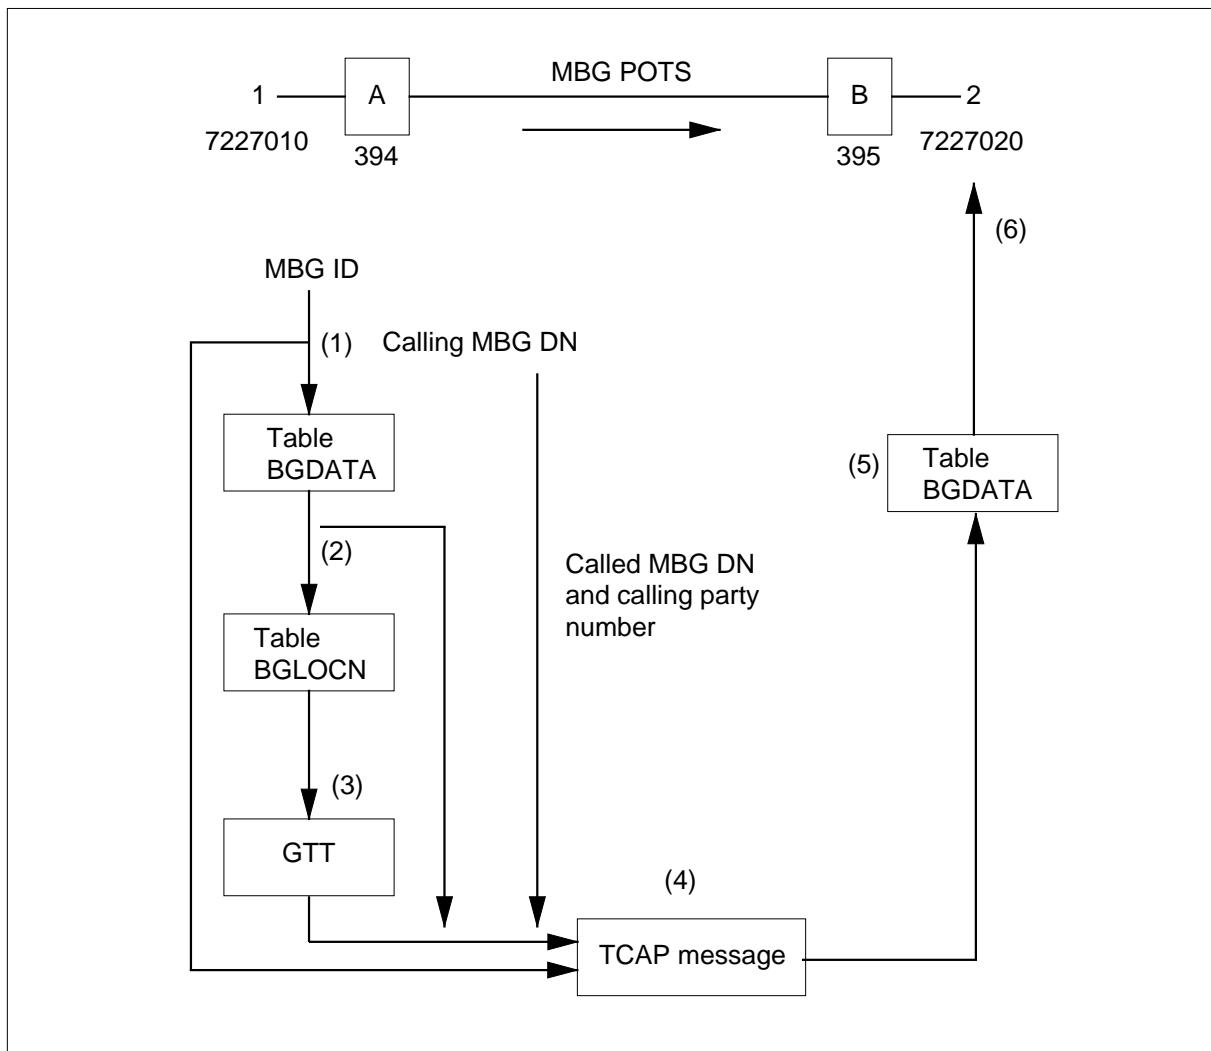 MBG POTS
1
A
B
2
7227010
394
395
7227020
(6)
MBG ID
(1)
Calling MBG DN
Table
BGDATA
(5)
Table
BGDATA
(2)
Called MBG DN
and calling party
number
Table
BGLOCN
(3)
GTT
(4)
TCAP message